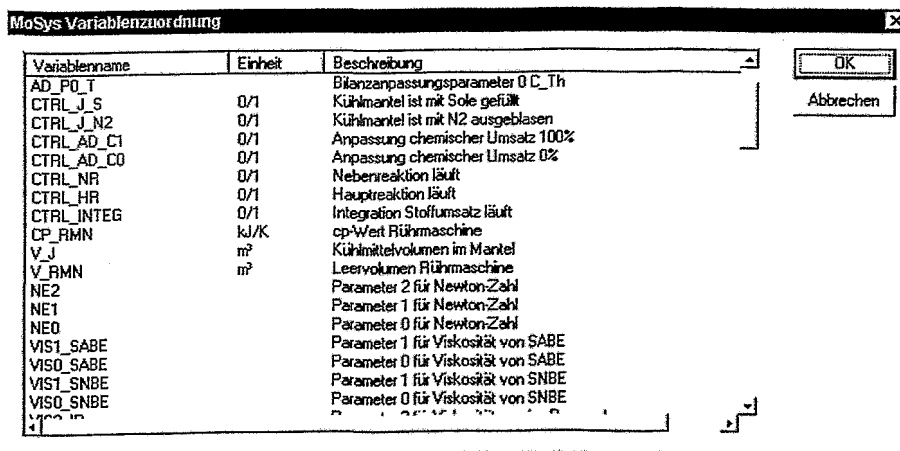 MoSys Variablenzuordnung
Variablenname Einheit Beschreibung
AD_P0_T Bilanzanpassungsparameter 0 C_Th
CTRL_J_S 0/1 Kühlmantel ist mit Sole gefüllt
CTRL_J_N2 0/1 Kühlmantel ist mit N2 ausgeblasen
CTRL_AD_C1 0/1 Anpassung chemischer Umsatz 100%
CTRL_AD_C0 0/1 Anpassung chemischer Umsatz 0%
CTRL_NR 0/1 Nebenreaktion läuft
CTRL_HR 0/1 Hauptreaktion läuft
CTRL_INTEG 0/1 Integration Stoffumsatz läuft
CP_RMN kJ/K cp-Wert Rührmaschine
V_J m³ Kühlmittelvolumen im Mantel
V_RMN m³ Leervolumen Rührmaschine
NE2 Parameter 2 für Newton-Zahl
NE1 Parameter 1 für Newton-Zahl
NE0 Parameter 0 für Newton-Zahl
VIS1_SABE Parameter 1 für Viskosität von SABE
VIS0_SABE Parameter 0 für Viskosität von SABE
VIS1_SNBE Parameter 1 für Viskosität von SNBE
VIS0_SNBE Parameter 0 für Viskosität von SNBE
OK
Abbrechen